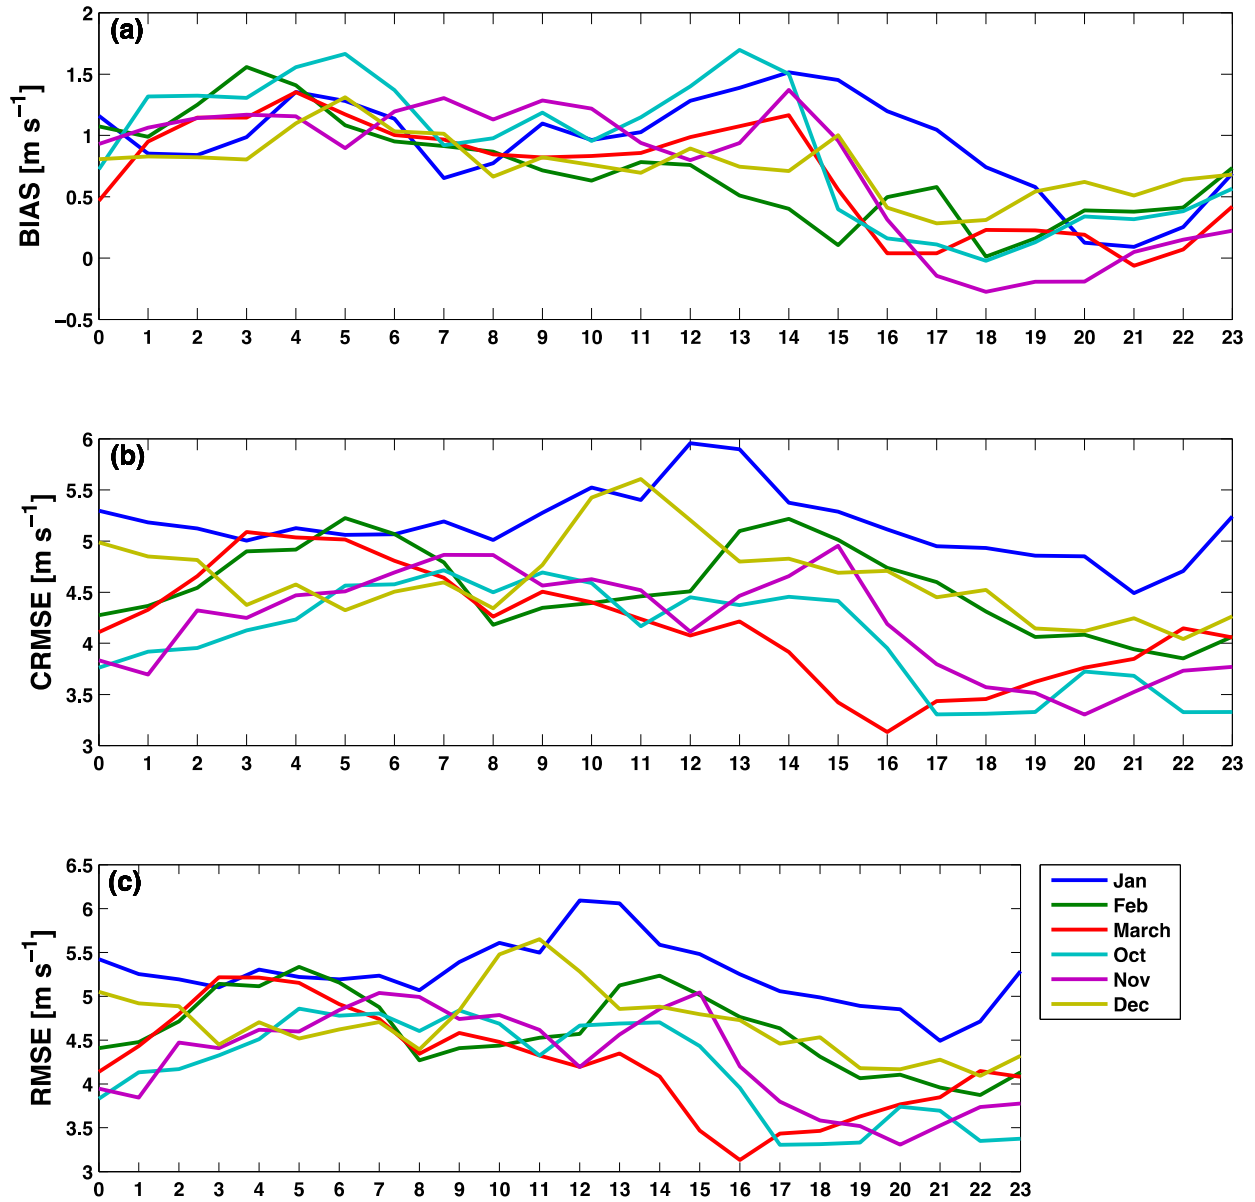 (a)
BIAS [m s⁻¹]
2
1.5
1
0.5
0
−0.5
0 1 2 3 4 5 6 7 8 9 10 11 12 13 14 15 16 17 18 19 20 21 22 23
(b)
CRMSE [m s⁻¹]
6
5.5
5
4.5
4
3.5
3
0 1 2 3 4 5 6 7 8 9 10 11 12 13 14 15 16 17 18 19 20 21 22 23
(c)
RMSE [m s⁻¹]
6.5
6
5.5
5
4.5
4
3.5
3
0 1 2 3 4 5 6 7 8 9 10 11 12 13 14 15 16 17 18 19 20 21 22 23
Jan
Feb
March
Oct
Nov
Dec